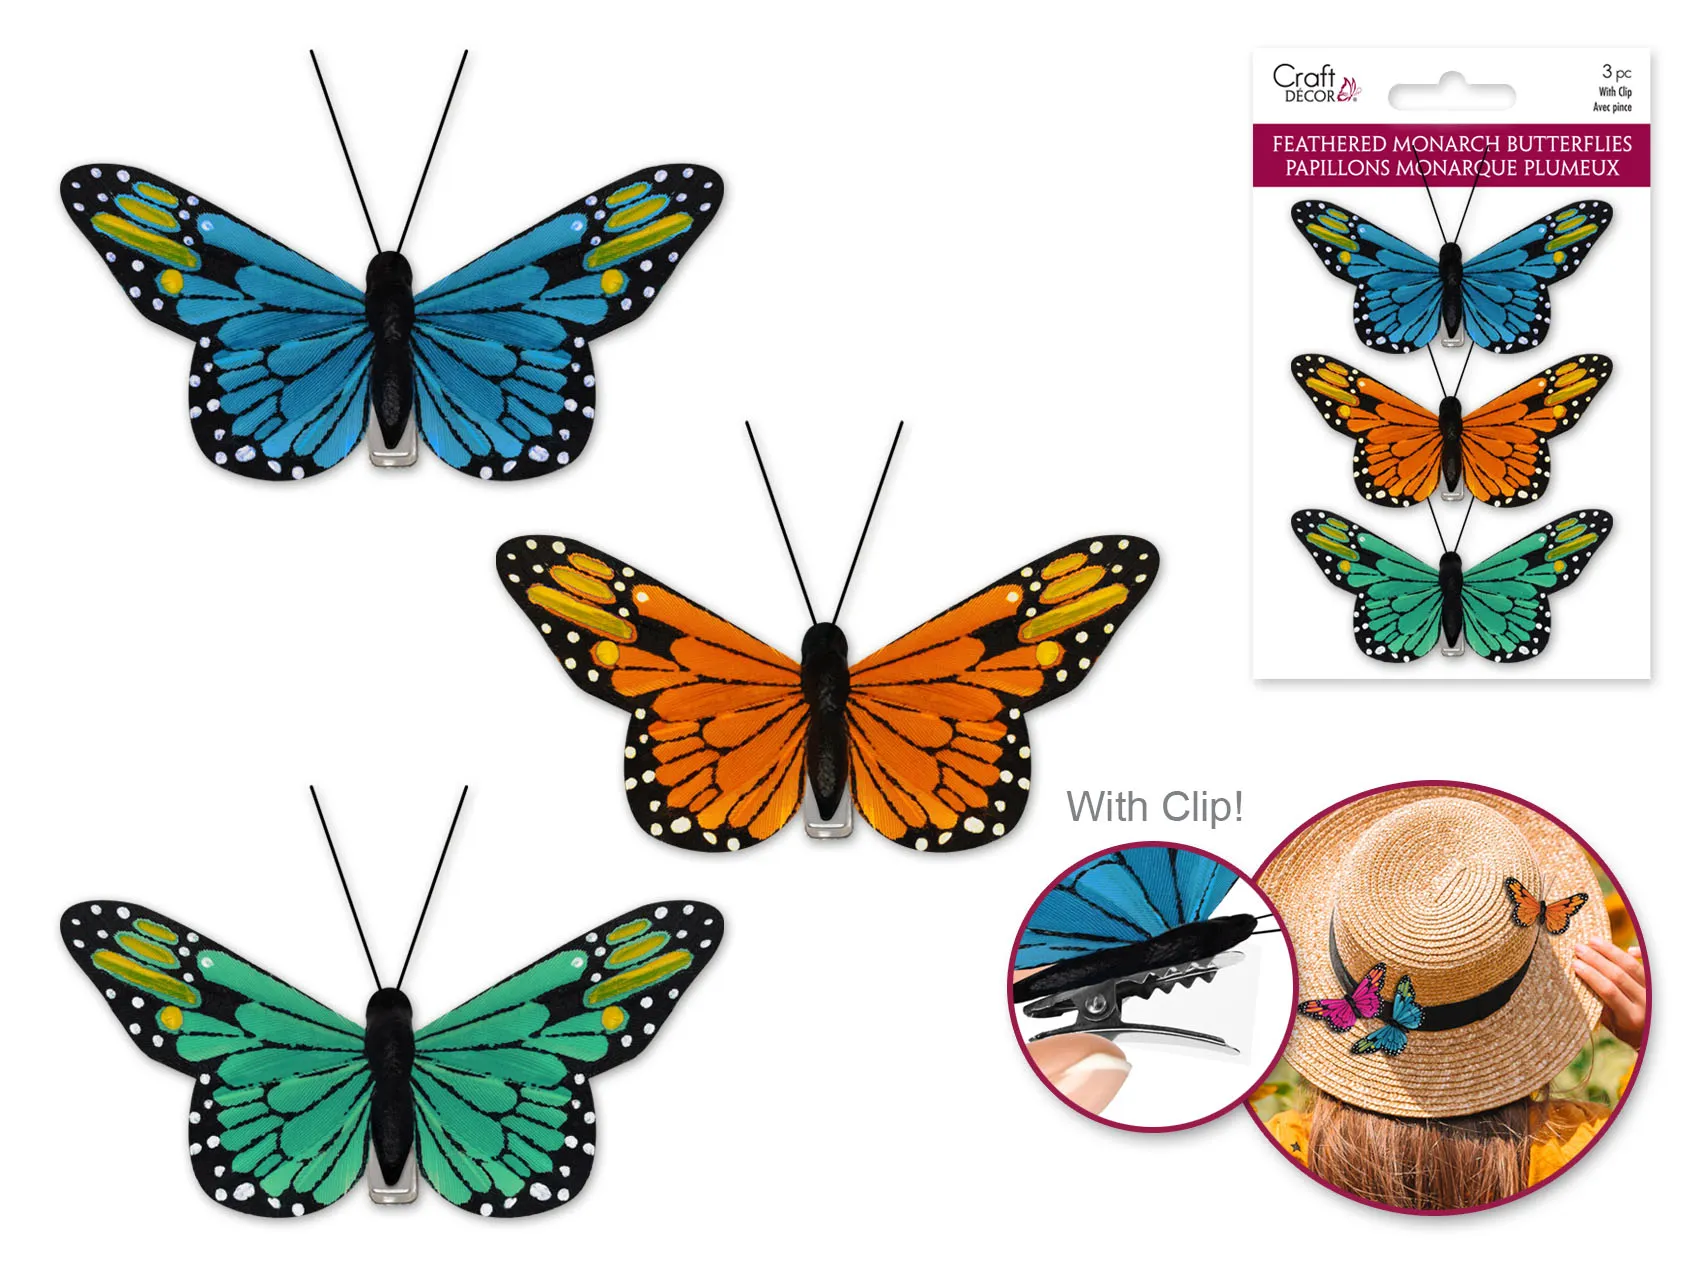 Craft
DÉCOR
3 pc
With Clip
Avec pince
FEATHERED MONARCH BUTTERFLIES
PAPILLONS MONARQUE PLUMEUX
With Clip!